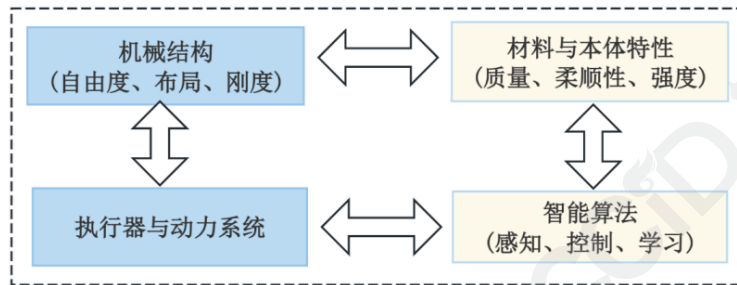 机械结构
(自由度、布局、刚度)
材料与本体特性
(质量、柔顺性、强度)
执行器与动力系统
智能算法
(感知、控制、学习)
CCiD